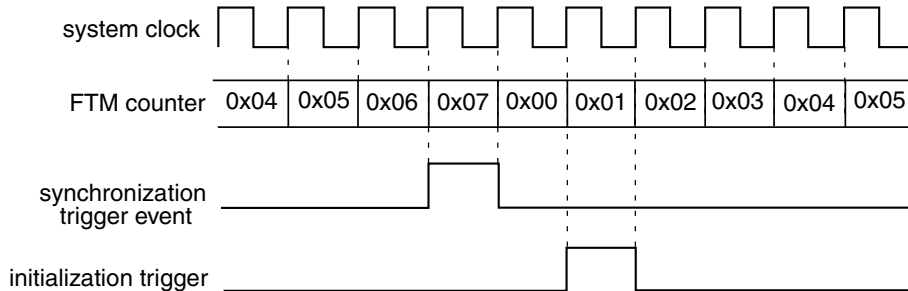 system clock
FTM counter 0x04 0x05 0x06 0x07 0x00 0x01 0x02 0x03 0x04 0x05
synchronization
trigger event
initialization trigger